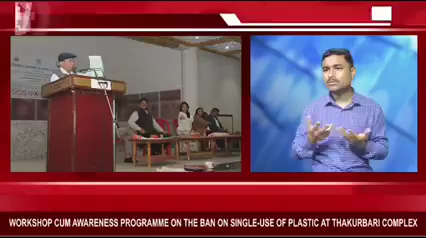 WORKSHOP CUM AWARENESS PROGRAMME ON THE BAN ON SINGLE-USE OF PLASTIC AT THAKURBARI COMPLEX